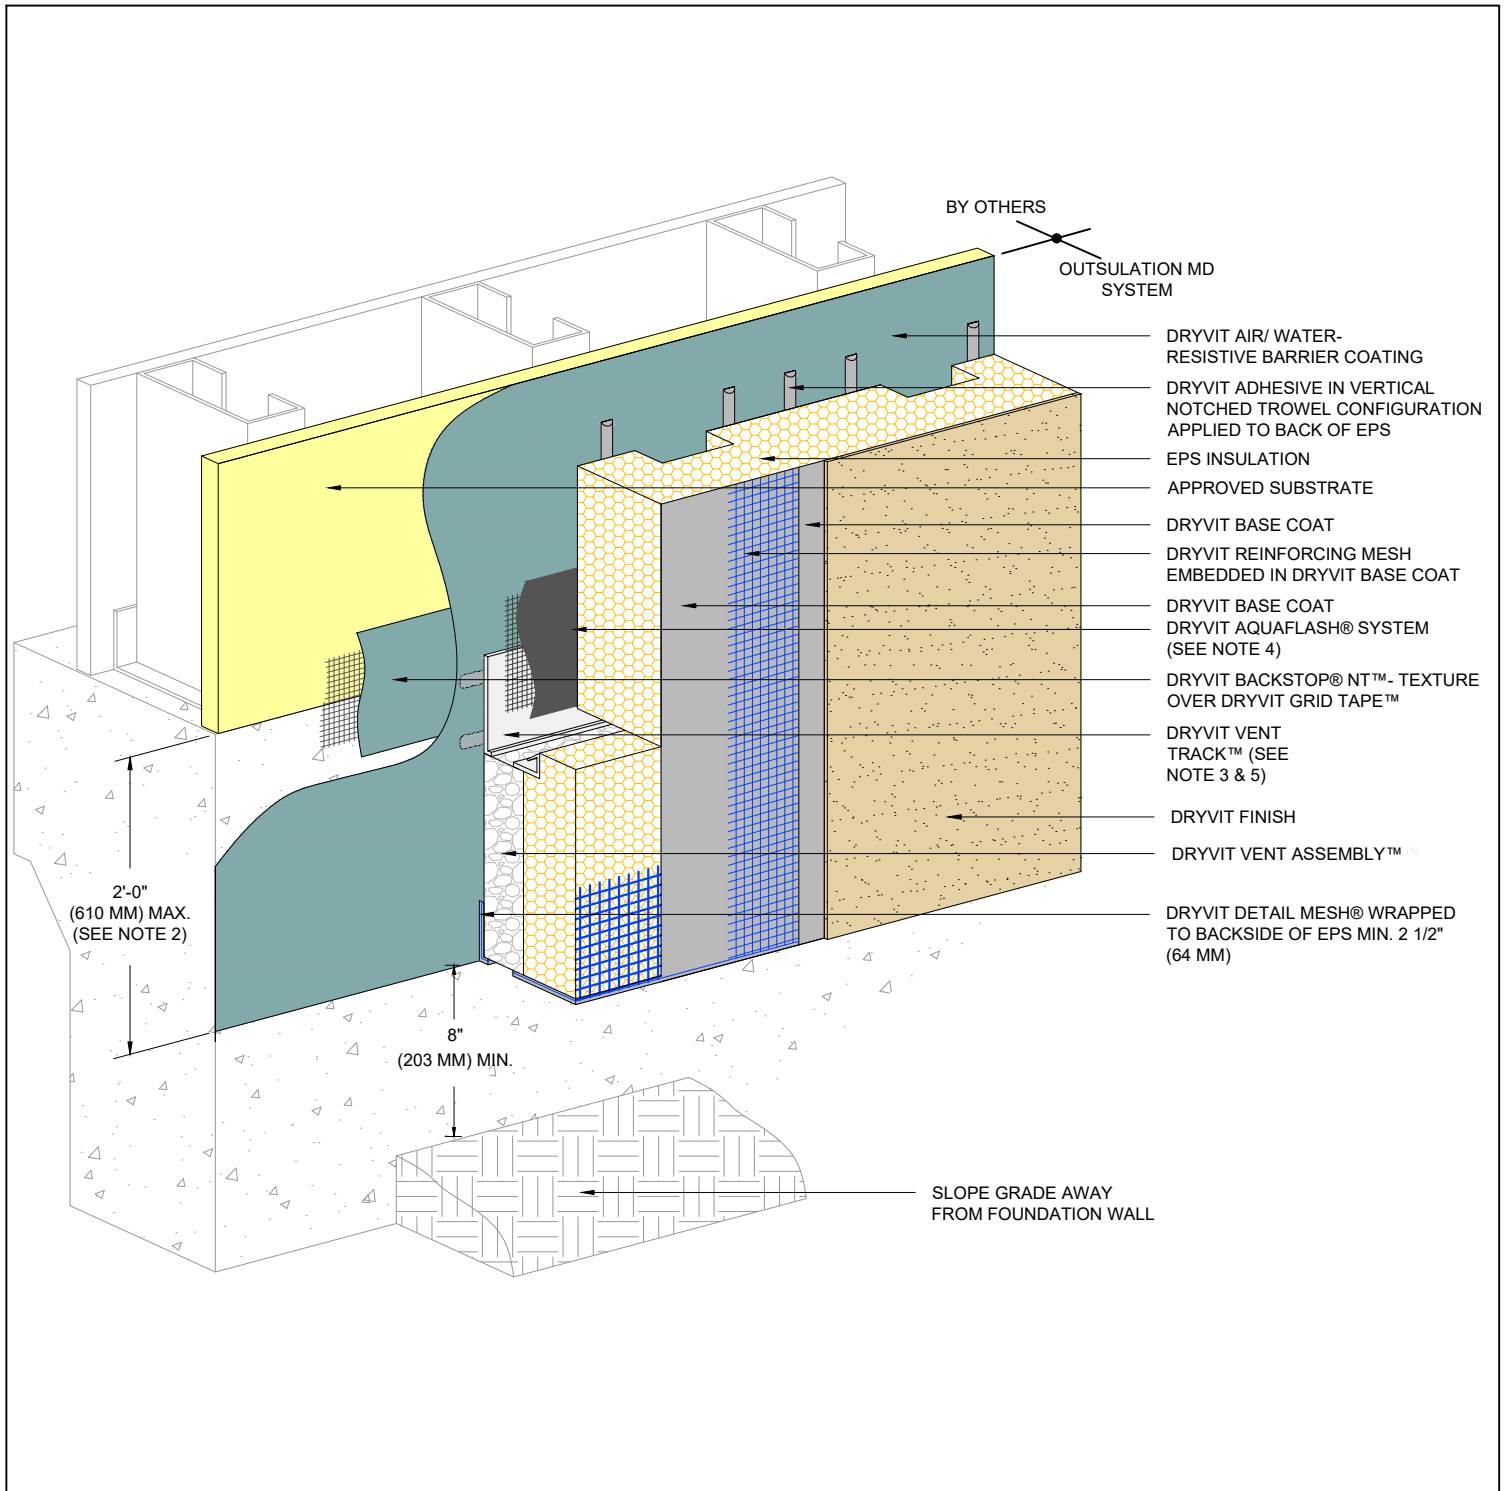 BY OTHERS
OUTSULATION MD
SYSTEM
DRYVIT AIR/ WATER-
RESISTIVE BARRIER COATING
DRYVIT ADHESIVE IN VERTICAL
NOTCHED TROWEL CONFIGURATION
APPLIED TO BACK OF EPS
EPS INSULATION
APPROVED SUBSTRATE
DRYVIT BASE COAT
DRYVIT REINFORCING MESH
EMBEDDED IN DRYVIT BASE COAT
DRYVIT BASE COAT
DRYVIT AQUAFLASH® SYSTEM
(SEE NOTE 4)
DRYVIT BACKSTOP® NT™- TEXTURE
OVER DRYVIT GRID TAPE™
DRYVIT VENT
TRACK™ (SEE
NOTE 3 & 5)
DRYVIT FINISH
DRYVIT VENT ASSEMBLY™
DRYVIT DETAIL MESH® WRAPPED
TO BACKSIDE OF EPS MIN. 2 1/2"
(64 MM)
2'-0"
(610 MM) MAX.
(SEE NOTE 2)
8"
(203 MM) MIN.
SLOPE GRADE AWAY
FROM FOUNDATION WALL